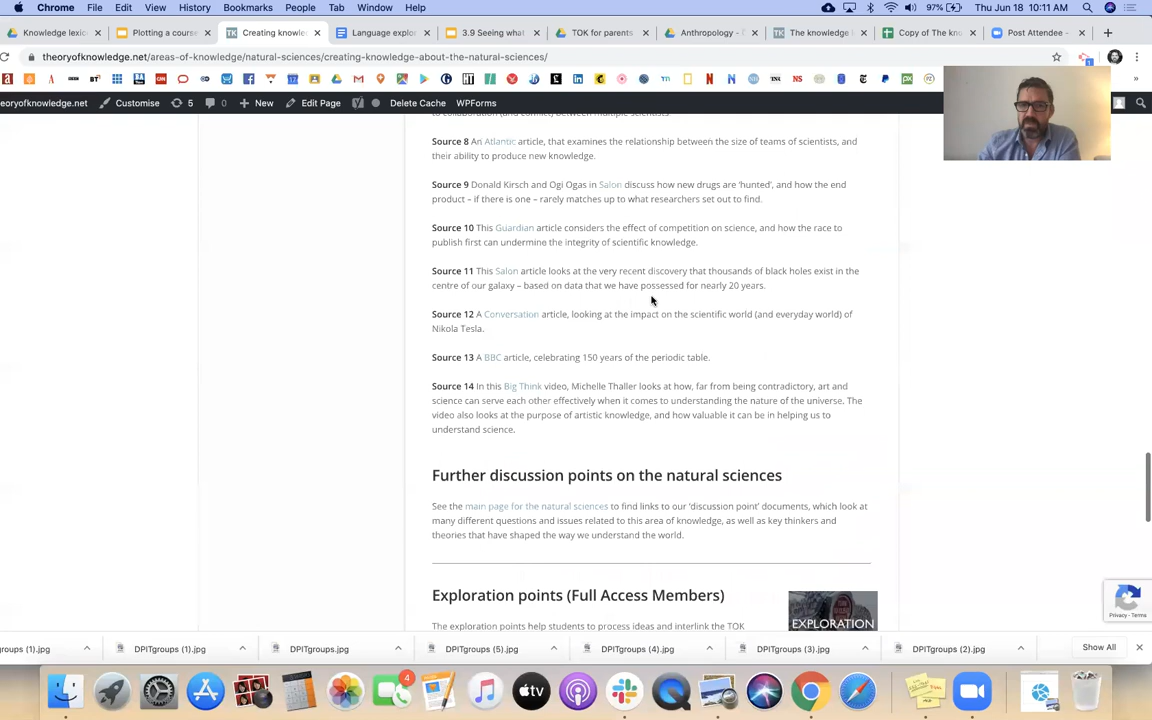 Chrome File Edit View History Bookmarks People Tab Window Help 97% Thu Jun 18 10:11 AM
Knowledge lexic Plotting a course Creating knowle Language explor 3.9 Seeing what TOK for parents Anthropology - The knowledge Copy of The kno Post Attendee -
theoryofknowledge.net/areas-of-knowledge/natural-sciences/creating-knowledge-about-the-natural-sciences/
eoryofknowledge.net Customise 5 New Edit Page Delete Cache WPForms
to collaboration (and conflict) between multiple scientists
Source 8 An Atlantic article, that examines the relationship between the size of teams of scientists, and
their ability to produce new knowledge.
Source 9 Donald Kirsch and Ogi Ogas in Salon discuss how new drugs are ‘hunted’, and how the end
product – if there is one – rarely matches up to what researchers set out to find.
Source 10 This Guardian article considers the effect of competition on science, and how the race to
publish first can undermine the integrity of scientific knowledge.
Source 11 This Salon article looks at the very recent discovery that thousands of black holes exist in the
centre of our galaxy – based on data that we have possessed for nearly 20 years.
Source 12 A Conversation article, looking at the impact on the scientific world (and everyday world) of
Nikola Tesla.
Source 13 A BBC article, celebrating 150 years of the periodic table.
Source 14 In this Big Think video, Michelle Thaller looks at how, far from being contradictory, art and
science can serve each other effectively when it comes to understanding the nature of the universe. The
video also looks at the purpose of artistic knowledge, and how valuable it can be in helping us to
understand science.
Further discussion points on the natural sciences
See the main page for the natural sciences to find links to our ‘discussion point’ documents, which look at
many different questions and issues related to this area of knowledge, as well as key thinkers and
theories that have shaped the way we understand the world.
Exploration points (Full Access Members)
EXPLORATION
The exploration points help students to process ideas and interlink the TOK
Privacy - Terms
groups (1).jpg DPITgroups (1).jpg DPITgroups.jpg DPITgroups (5).jpg DPITgroups (4).jpg DPITgroups (3).jpg DPITgroups (2).jpg Show All
4
tv